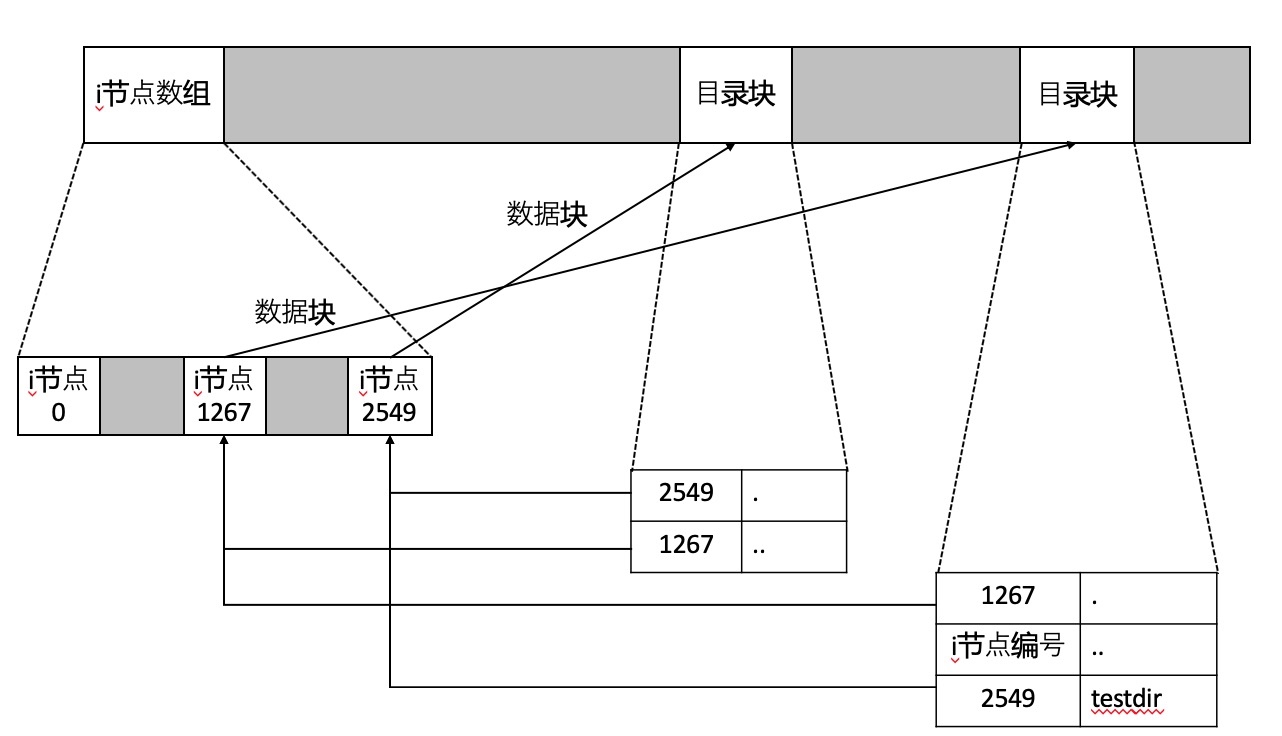 i节点数组
目录块
目录块
数据块
数据块
i节点
0
i节点
1267
i节点
2549
2549 .
1267 ..
1267 .
i节点编号 ..
2549 testdir